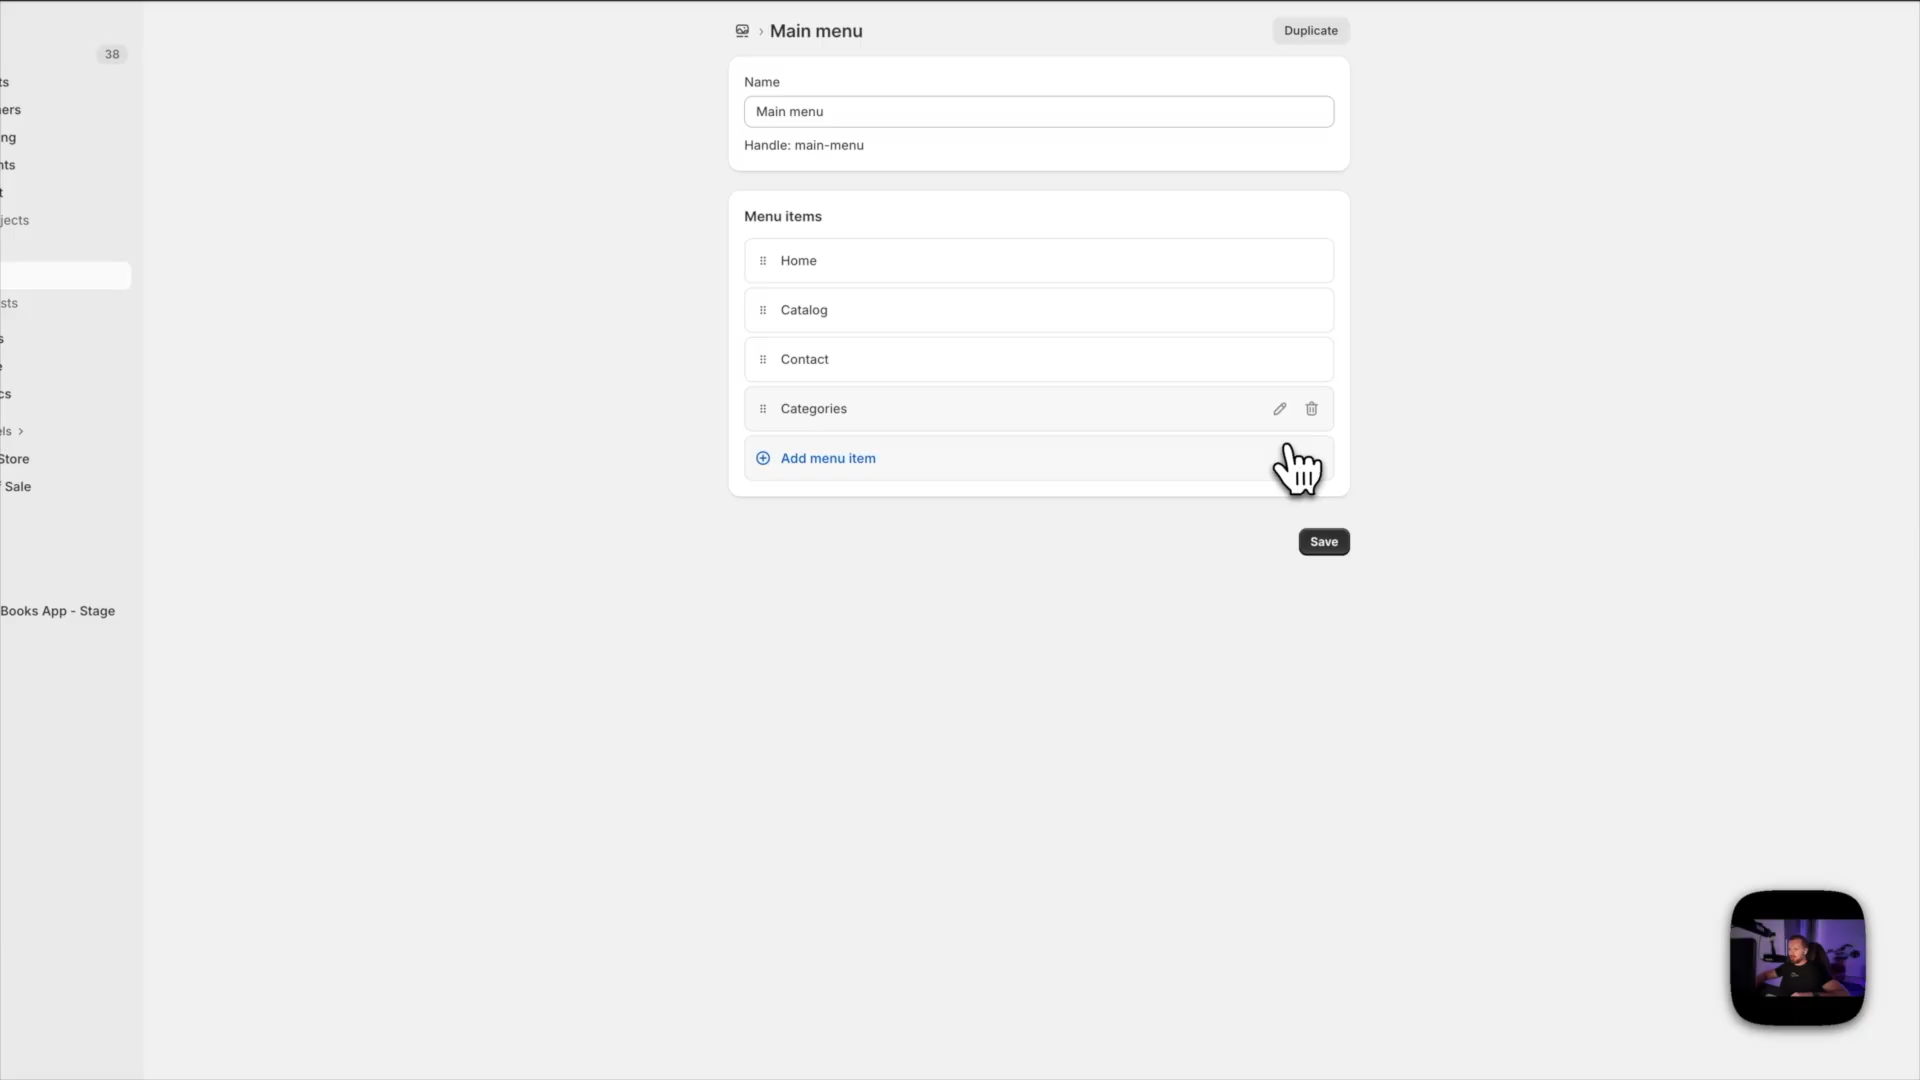 38
ts
ers
ng
nts
t
jects
sts
s
e
cs
els
Store
f Sale
Books App - Stage
Main menu
Duplicate
Name
Main menu
Handle: main-menu
Menu items
Home
Catalog
Contact
Categories
Add menu item
Save